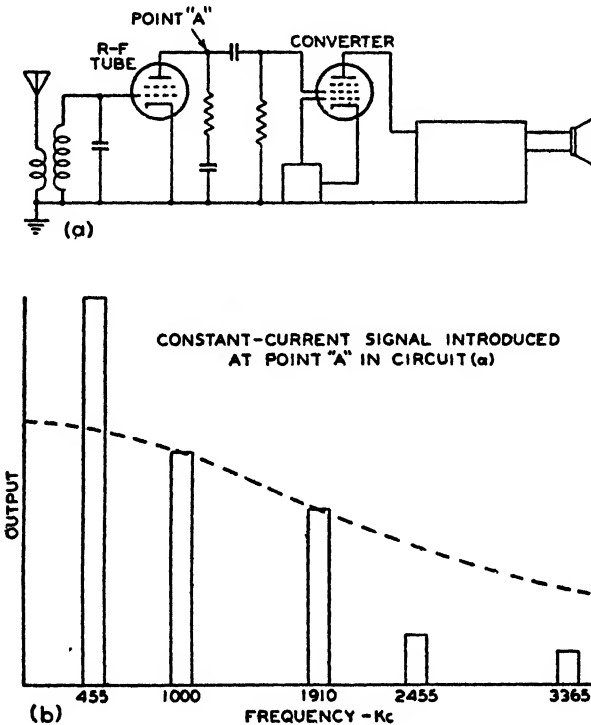 POINT "A"
R-F
TUBE
CONVERTER
(a)
CONSTANT-CURRENT SIGNAL INTRODUCED
AT POINT "A" IN CIRCUIT (a)
OUTPUT
455 1000 1910 2455 3365
(b) FREQUENCY - Kc